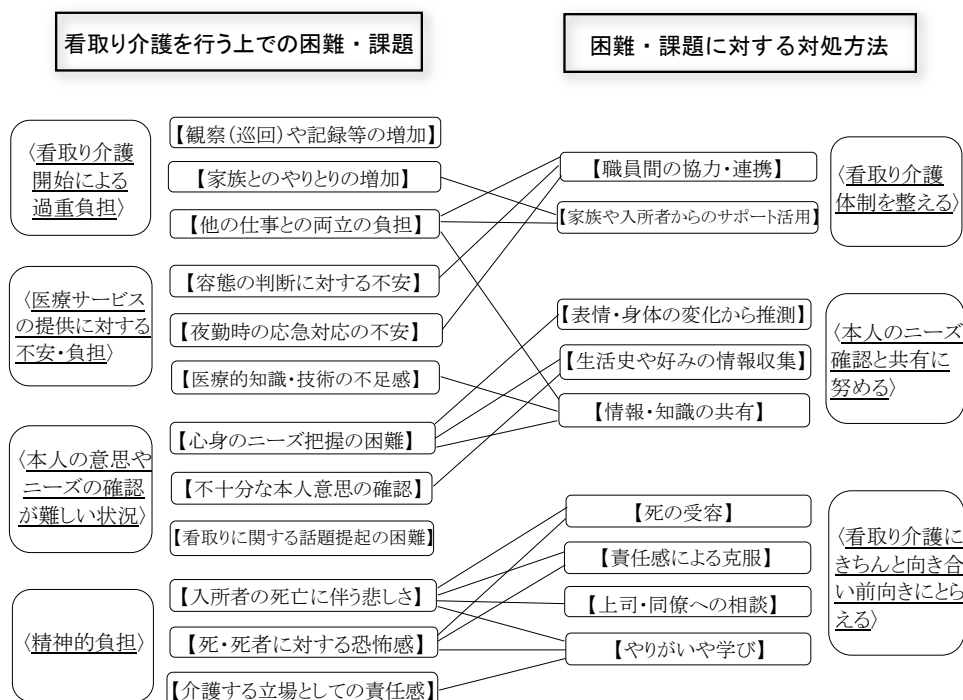 看取り介護を行う上での困難・課題
困難・課題に対する対処方法
〈看取り介護
開始による
過重負担〉
【観察(巡回)や記録等の増加】
【家族とのやりとりの増加】
【他の仕事との両立の負担】
〈医療サービス
の提供に対する
不安・負担〉
【容態の判断に対する不安】
【夜勤時の応急対応の不安】
【医療的知識・技術の不足感】
〈本人の意思や
ニーズの確認
が難しい状況〉
【心身のニーズ把握の困難】
【不十分な本人意思の確認】
【看取りに関する話題提起の困難】
〈精神的負担〉
【入所者の死亡に伴う悲しさ】
【死・死者に対する恐怖感】
【介護する立場としての責任感】
【職員間の協力・連携】
【家族や入所者からのサポート活用】
〈看取り介護
体制を整える〉
【表情・身体の変化から推測】
【生活史や好みの情報収集】
【情報・知識の共有】
〈本人のニーズ
確認と共有に
努める〉
【死の受容】
【責任感による克服】
【上司・同僚への相談】
【やりがいや学び】
〈看取り介護に
きちんと向き合
い前向きにとら
える〉